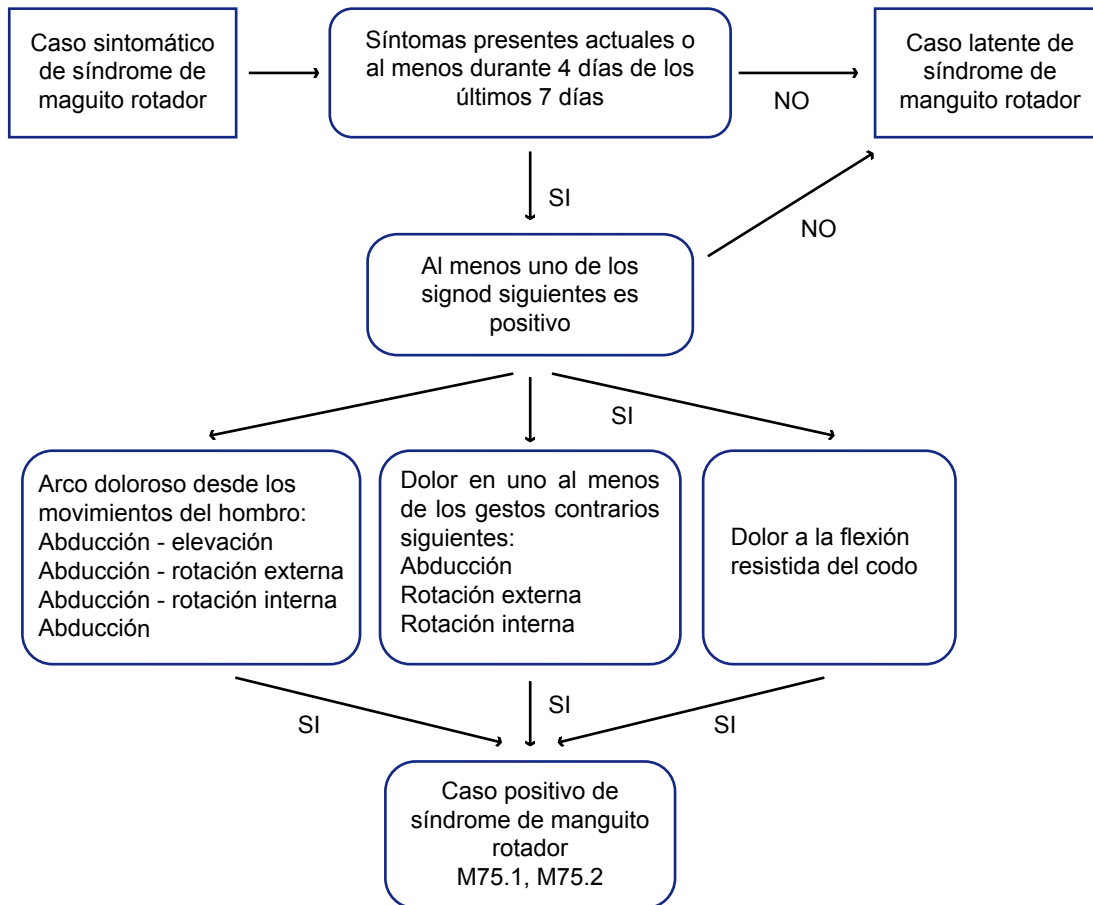 Caso sintomático
de síndrome de
maguito rotador
Síntomas presentes actuales o
al menos durante 4 días de los
últimos 7 días
Caso latente de
síndrome de
manguito rotador
NO
SI
NO
Al menos uno de los
signod siguientes es
positivo
SI
Arco doloroso desde los
movimientos del hombro:
Abducción - elevación
Abducción - rotación externa
Abducción - rotación interna
Abducción
Dolor en uno al menos
de los gestos contrarios
siguientes:
Abducción
Rotación externa
Rotación interna
Dolor a la flexión
resistida del codo
SI
SI
SI
Caso positivo de
síndrome de manguito
rotador
M75.1, M75.2